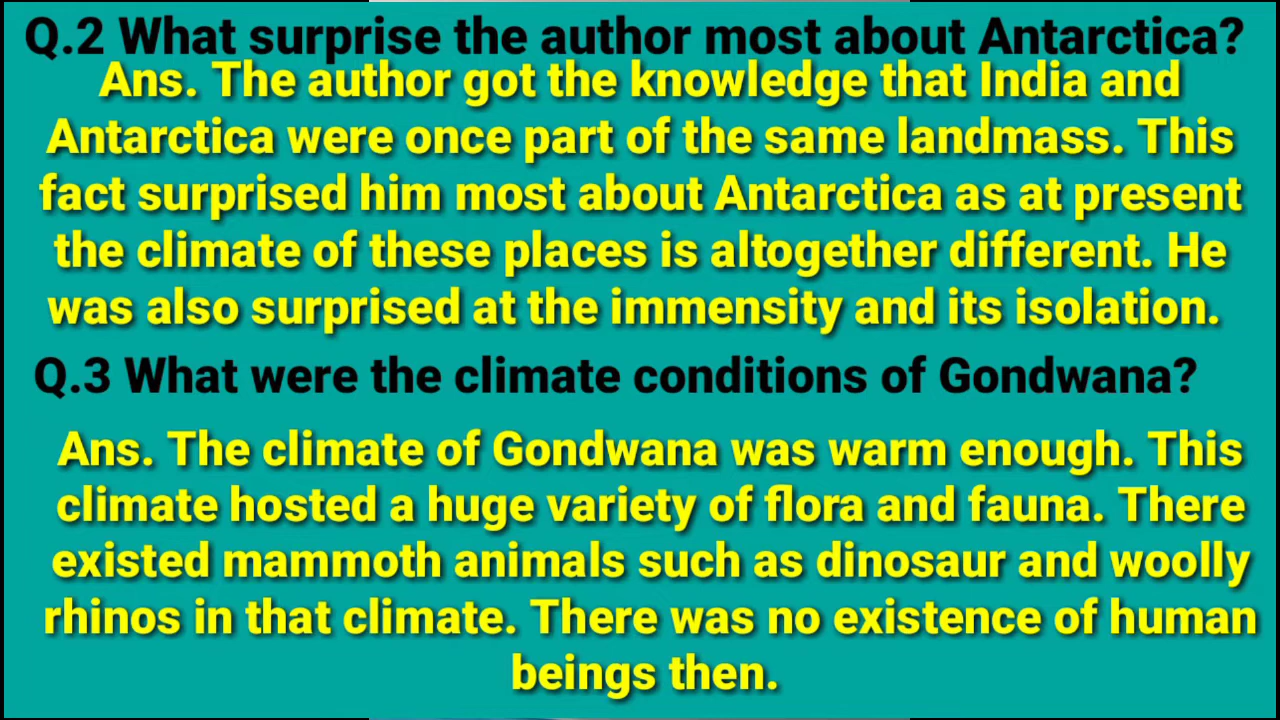 Q.2 What surprise the author most about Antarctica?
Ans. The author got the knowledge that India and
Antarctica were once part of the same landmass. This
fact surprised him most about Antarctica as at present
the climate of these places is altogether different. He
was also surprised at the immensity and its isolation.
Q.3 What were the climate conditions of Gondwana?
Ans. The climate of Gondwana was warm enough. This
climate hosted a huge variety of flora and fauna. There
existed mammoth animals such as dinosaur and woolly
rhinos in that climate. There was no existence of human
beings then.